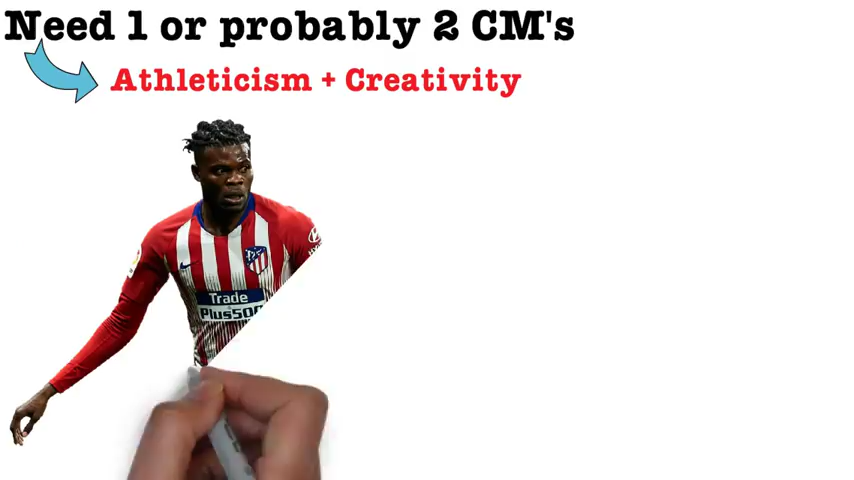 Need 1 or probably 2 CM's
Athleticism + Creativity
Trade
Plus500